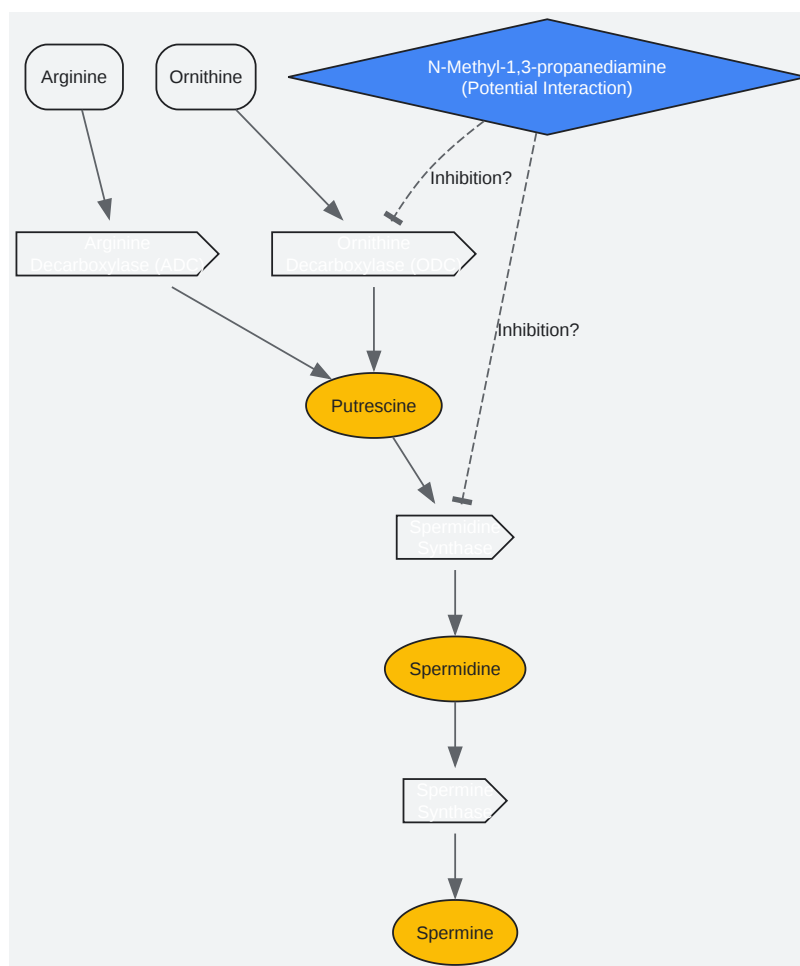 Arginine
Ornithine
N-Methyl-1,3-propanediamine
(Potential Interaction)
Inhibition?
Arginine
Decarboxylase (ADC)
Ornithine
Decarboxylase (ODC)
Inhibition?
Putrescine
Spermidine
Synthase
Spermidine
Spermine
Synthase
Spermine